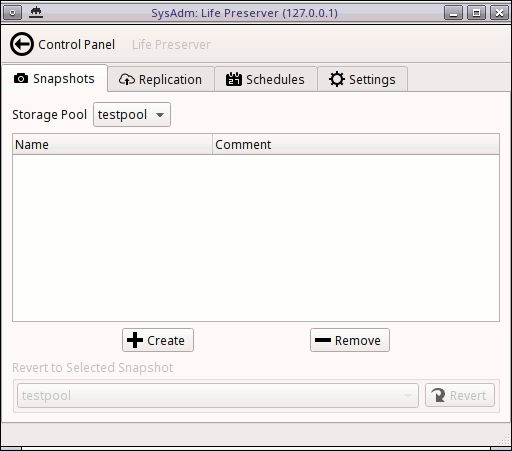 SysAdm: Life Preserver (127.0.0.1)
Control Panel Life Preserver
Snapshots Replication Schedules Settings
Storage Pool testpool
Name Comment
Create Remove
Revert to Selected Snapshot
testpool Revert